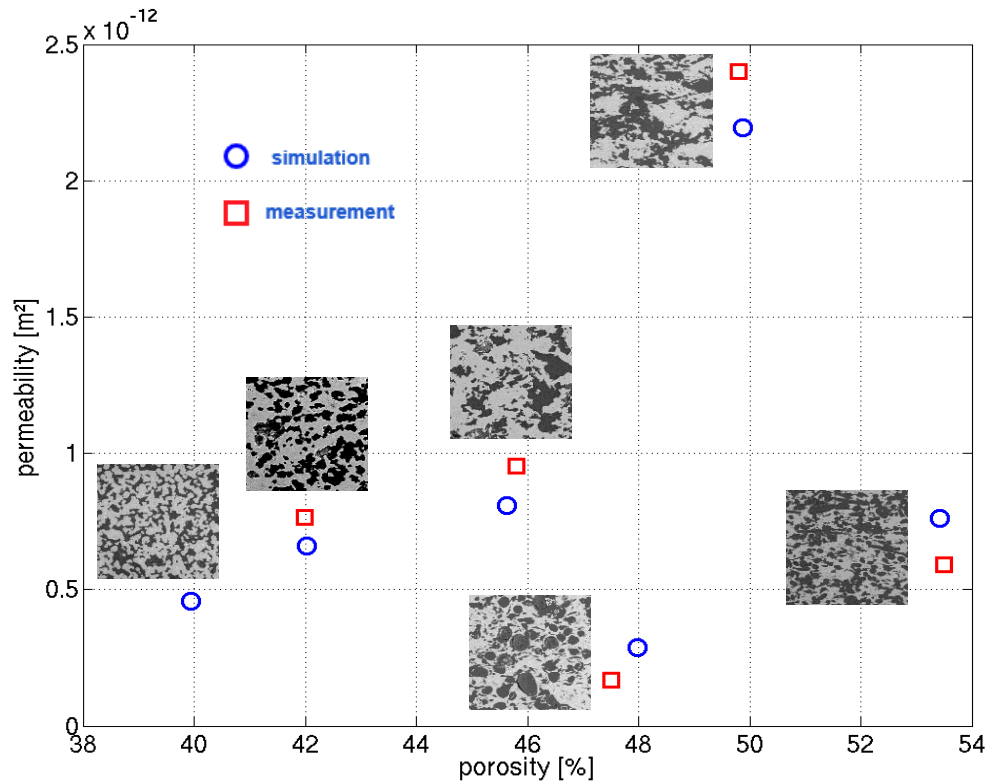 x 10⁻¹²
2.5
2
1.5
1
0.5
0
permeability [m²]
simulation
measurement
38 40 42 44 46 48 50 52 54
porosity [%]